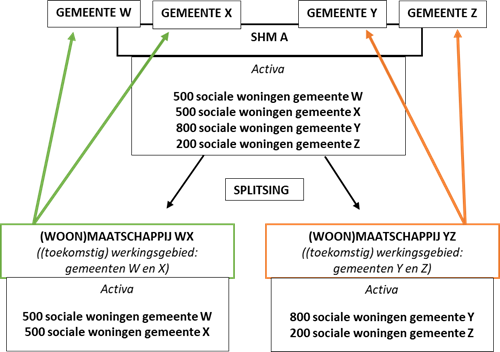 GEMEENTE W
GEMEENTE X
GEMEENTE Y
GEMEENTE Z
SHM A
Activa
500 sociale woningen gemeente W
500 sociale woningen gemeente X
800 sociale woningen gemeente Y
200 sociale woningen gemeente Z
SPLITSING
(WOON)MAATSCHAPPIJ WX
((toekomstig) werkingsgebied:
gemeenten W en X)
Activa
500 sociale woningen gemeente W
500 sociale woningen gemeente X
(WOON)MAATSCHAPPIJ YZ
((toekomstig) werkingsgebied:
gemeenten Y en Z)
Activa
800 sociale woningen gemeente Y
200 sociale woningen gemeente Z